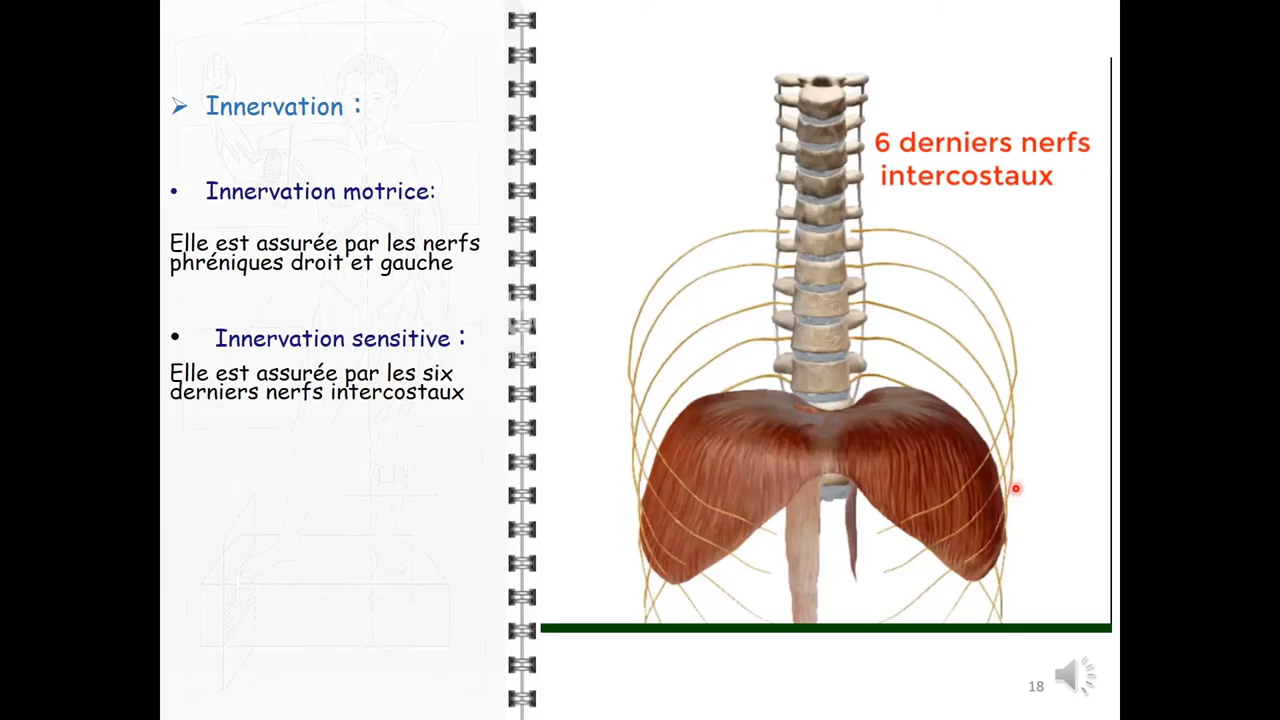 Innervation :
Innervation motrice:
Elle est assurée par les nerfs
phréniques droit et gauche
Innervation sensitive :
Elle est assurée par les six
derniers nerfs intercostaux
6 derniers nerfs
intercostaux
18